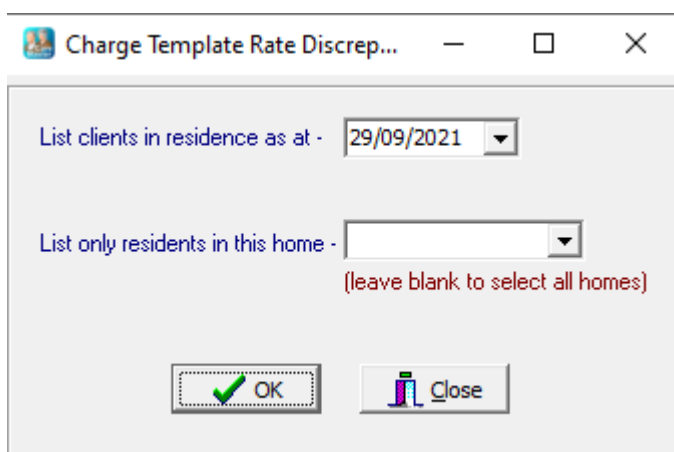 Charge Template Rate Discrep...
List clients in residence as at - 29/09/2021
List only residents in this home -
(leave blank to select all homes)
OK Close